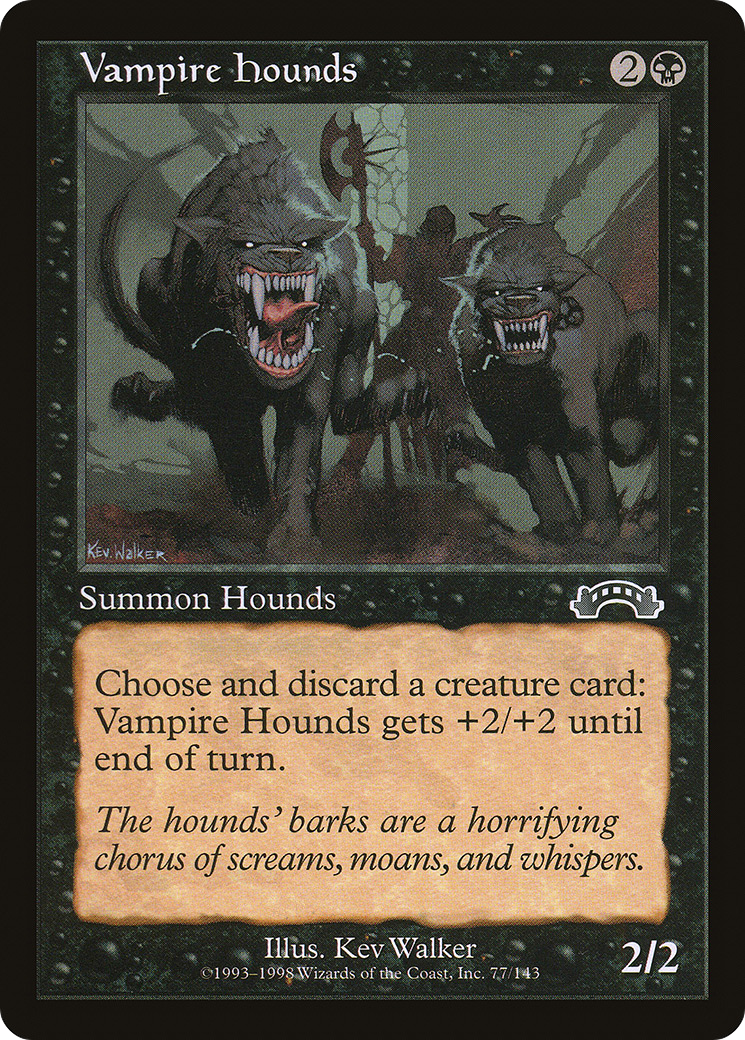 Vampire Hounds 2
Kev. Walker
Summon Hounds
Choose and discard a creature card:
Vampire Hounds gets +2/+2 until
end of turn.
The hounds’ barks are a horrifying
chorus of screams, moans, and whispers.
Illus. Kev Walker
©1993–1998 Wizards of the Coast, Inc. 77/143
2/2